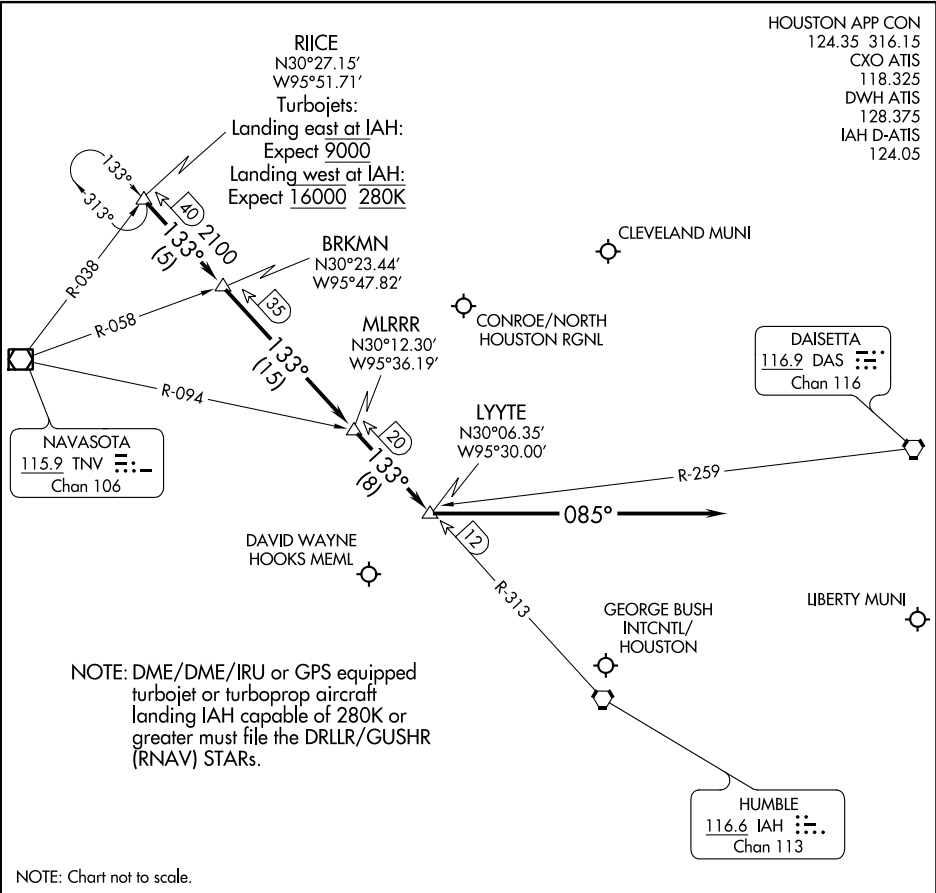 HOUSTON APP CON
124.35 316.15
CXO ATIS
118.325
DWH ATIS
128.375
IAH D-ATIS
124.05
RIICE
N30°27.15′
W95°51.71′
Turbojets:
Landing east at IAH:
Expect 9000
Landing west at IAH:
Expect 16000 280K
133°
313°
40
2100
133°
(5)
R-038
BRKMN
N30°23.44′
W95°47.82′
CLEVELAND MUNI
35
R-058
CONROE/NORTH
HOUSTON RGNL
MLRRR
N30°12.30′
W95°36.19′
133°
(15)
DAISETTA
116.9 DAS
Chan 116
R-094
LYYTE
N30°06.35′
W95°30.00′
20
133°
(8)
NAVASOTA
115.9 TNV
Chan 106
R-259
085°
12
DAVID WAYNE
HOOKS MEML
R-313
GEORGE BUSH
INTCNTL/
HOUSTON
LIBERTY MUNI
NOTE: DME/DME/IRU or GPS equipped
turbojet or turboprop aircraft
landing IAH capable of 280K or
greater must file the DRLLR/GUSHR
(RNAV) STARs.
HUMBLE
116.6 IAH
Chan 113
NOTE: Chart not to scale.